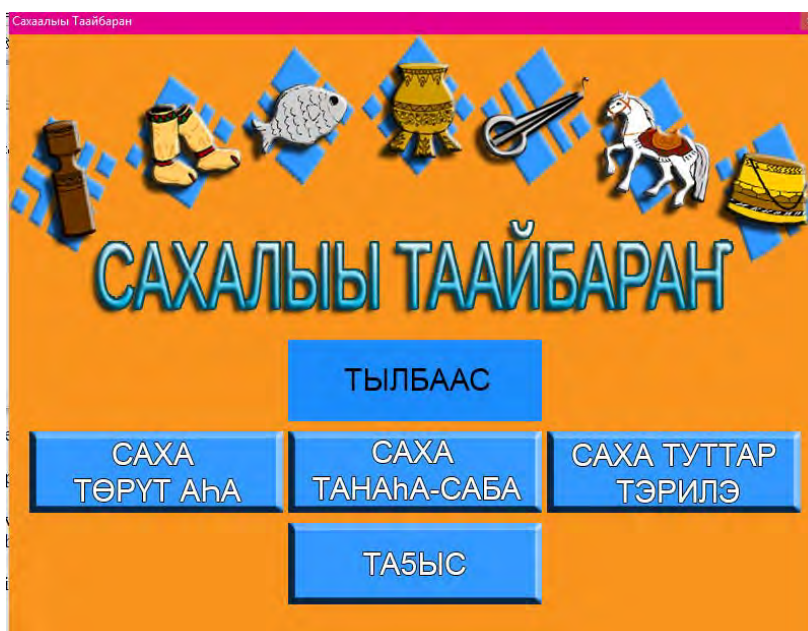 Сахаалыы Таайбаран
САХАЛЫЫ ТААЙБАРАҤ
ТЫЛБААС
САХА
ТӨРҮТ АҺА
САХА
ТАНАҺА-САБА
САХА ТУТТАР
ТЭРИЛЭ
ТА5ЫС